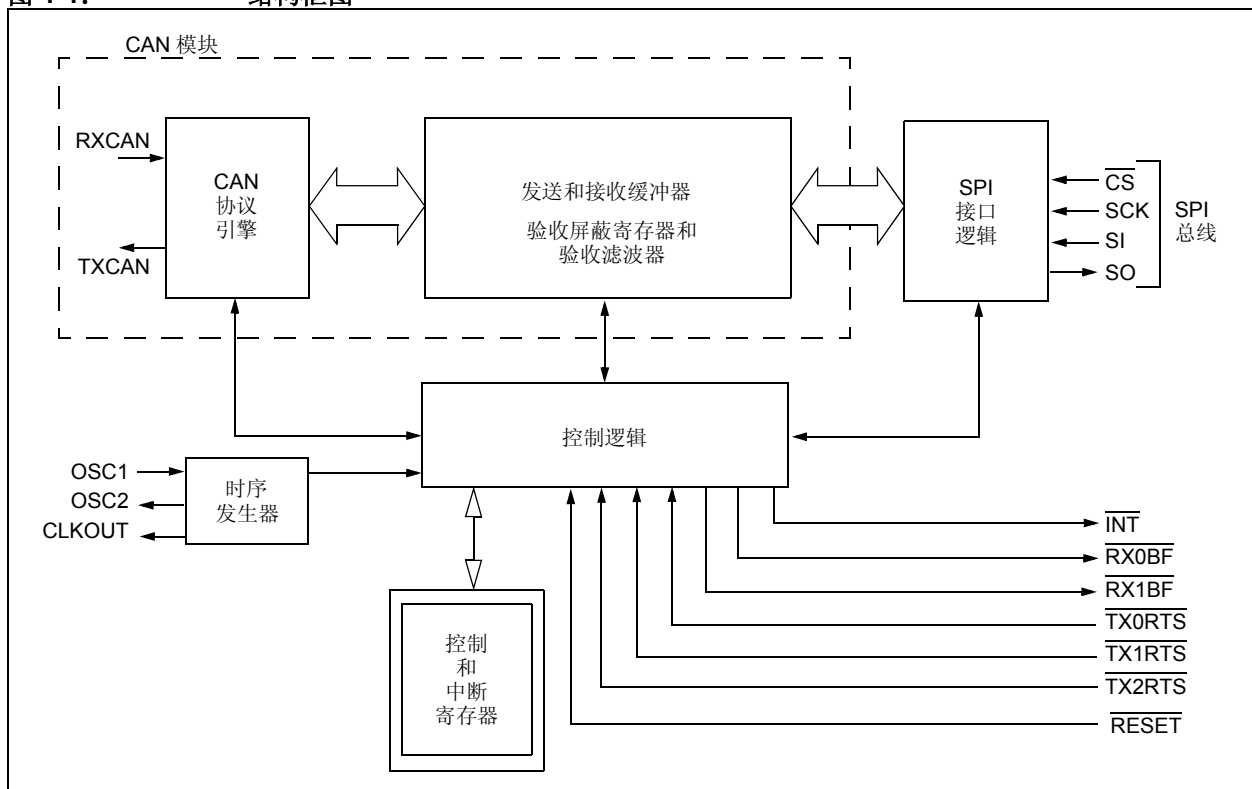 CAN 模块
RXCAN
TXCAN
CAN
协议
引擎
发送和接收缓冲器
验收屏蔽寄存器和
验收滤波器
SPI
接口
逻辑
CS
SCK
SI
SO
SPI
总线
控制逻辑
OSC1
OSC2
CLKOUT
时序
发生器
控制
和
中断
寄存器
INT
RX0BF
RX1BF
TX0RTS
TX1RTS
TX2RTS
RESET